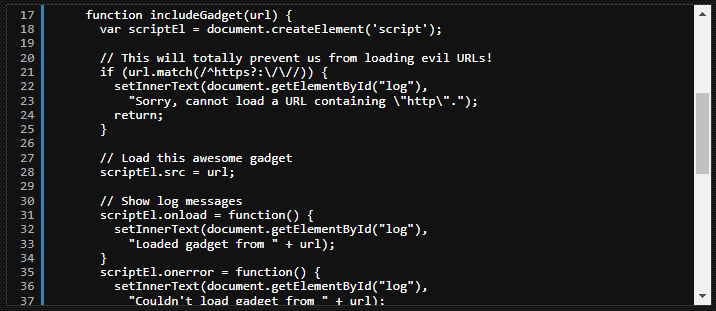 17 function includeGadget(url) {
18 var scriptEl = document.createElement('script');
19
20 // This will totally prevent us from loading evil URLs!
21 if (url.match(/^https?:\/\//)) {
22 setInnerText(document.getElementById("log"),
23 "Sorry, cannot load a URL containing \"http\".");
24 return;
25 }
26
27 // Load this awesome gadget
28 scriptEl.src = url;
29
30 // Show log messages
31 scriptEl.onload = function() {
32 setInnerText(document.getElementById("log"),
33 "Loaded gadget from " + url);
34 }
35 scriptEl.onerror = function() {
36 setInnerText(document.getElementById("log"),
37 "Couldn't load gadget from " + url);